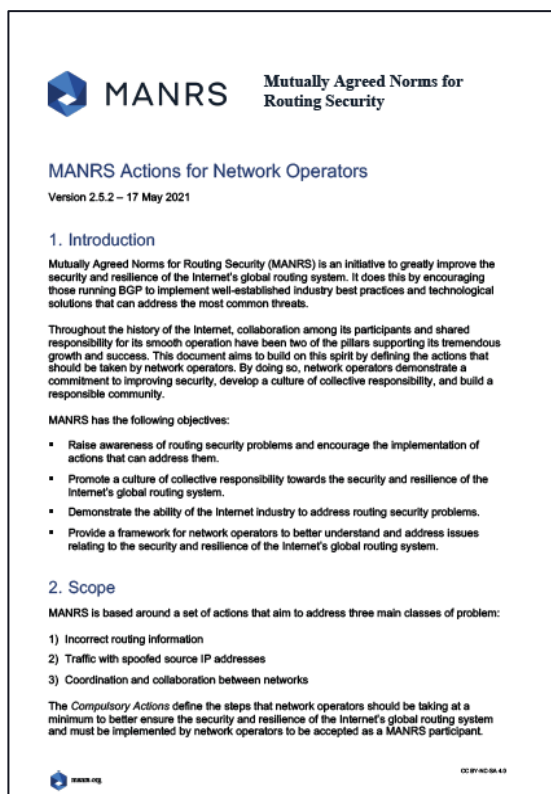 MANRS
Mutually Agreed Norms for
Routing Security
MANRS Actions for Network Operators
Version 2.5.2 – 17 May 2021
1. Introduction
Mutually Agreed Norms for Routing Security (MANRS) is an initiative to greatly improve the
security and resilience of the Internet's global routing system. It does this by encouraging
those running BGP to implement well-established industry best practices and technological
solutions that can address the most common threats.
Throughout the history of the Internet, collaboration among its participants and shared
responsibility for its smooth operation have been two of the pillars supporting its tremendous
growth and success. This document aims to build on this spirit by defining the actions that
should be taken by network operators. By doing so, network operators demonstrate a
commitment to improving security, develop a culture of collective responsibility, and build a
responsible community.
MANRS has the following objectives:
▪ Raise awareness of routing security problems and encourage the implementation of
actions that can address them.
▪ Promote a culture of collective responsibility towards the security and resilience of the
Internet's global routing system.
▪ Demonstrate the ability of the Internet industry to address routing security problems.
▪ Provide a framework for network operators to better understand and address issues
relating to the security and resilience of the Internet's global routing system.
2. Scope
MANRS is based around a set of actions that aim to address three main classes of problem:
1) Incorrect routing information
2) Traffic with spoofed source IP addresses
3) Coordination and collaboration between networks
The Compulsory Actions define the steps that network operators should be taking at a
minimum to better ensure the security and resilience of the Internet's global routing system
and must be implemented by network operators to be accepted as a MANRS participant.
manrs.org
CC BY-NC-SA 4.0